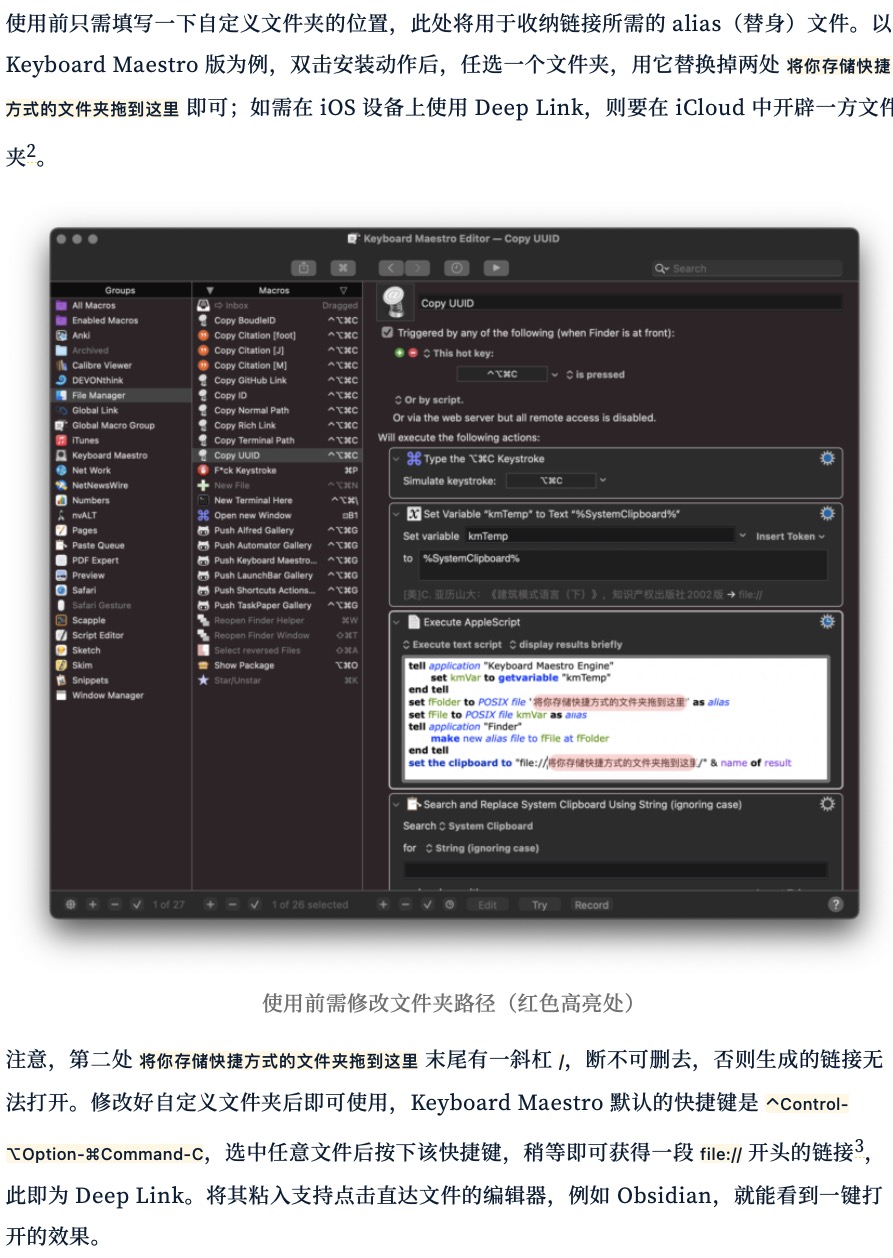 使用前只需填写一下自定义文件夹的位置，此处将用于收纳链接所需的 alias（替身）文件。以
Keyboard Maestro 版为例，双击安装动作后，任选一个文件夹，用它替换掉两处 将你存储快捷
方式的文件夹拖到这里 即可；如需在 iOS 设备上使用 Deep Link，则要在 iCloud 中开辟一方文件
夹2。
Keyboard Maestro Editor — Copy UUID
Search
Groups
All Macros
Enabled Macros
Anki
Archived
Calibre Viewer
DEVONthink
File Manager
Global Link
Global Macro Group
iTunes
Keyboard Maestro
Net Work
NetNewsWire
Numbers
nvALT
Pages
Paste Queue
PDF Expert
Preview
Safari
Safari Gesture
Scapple
Script Editor
Sketch
Skim
Snippets
Window Manager
Macros
Inbox Dragged
Copy BoudleID ^⌥⌘C
Copy Citation [foot] ^⌥⌘C
Copy Citation [J] ^⌥⌘C
Copy Citation [M] ^⌥⌘C
Copy GitHub Link ^⌥⌘C
Copy ID ^⌥⌘C
Copy Normal Path ^⌥⌘C
Copy Rich Link ^⌥⌘C
Copy Terminal Path ^⌥⌘C
Copy UUID ^⌥⌘C
F*ck Keystroke ⌘P
New File ^⌥⌘N
New Terminal Here ^⌥⌘\
Open new Window
Push Alfred Gallery ^⌥⌘G
Push Automator Gallery ^⌥⌘G
Push Keyboard Maestro... ^⌥⌘G
Push LaunchBar Gallery ^⌥⌘G
Push Shortcuts Actions... ^⌥⌘G
Push TaskPaper Gallery ^⌥⌘G
Reopen Finder Helper ⌘W
Reopen Finder Window ⇧⌘T
Select reversed Files ⇧⌘A
Show Package ⌥⌘O
Star/Unstar ⌘K
Copy UUID
Triggered by any of the following (when Finder is at front):
This hot key:
^⌥⌘C is pressed
Or by script.
Or via the web server but all remote access is disabled.
Will execute the following actions:
Type the ⌥⌘C Keystroke
Simulate keystroke: ⌥⌘C
Set Variable "kmTemp" to Text "%SystemClipboard%"
Set variable kmTemp Insert Token
to %SystemClipboard%
[美]C. 亚历山大：《建筑模式语言（下）》，知识产权出版社2002版 → file://
Execute AppleScript
Execute text script display results briefly
tell application "Keyboard Maestro Engine"
set kmVar to getvariable "kmTemp"
end tell
set fFolder to POSIX file "将你存储快捷方式的文件夹拖到这里" as alias
set fFile to POSIX file kmVar as alias
tell application "Finder"
make new alias file to fFile at fFolder
end tell
set the clipboard to "file://将你存储快捷方式的文件夹拖到这里/" & name of result
Search and Replace System Clipboard Using String (ignoring case)
Search System Clipboard
for String (ignoring case)
1 of 27
1 of 26 selected
Edit Try Record
?
使用前需修改文件夹路径（红色高亮处）
注意，第二处 将你存储快捷方式的文件夹拖到这里 末尾有一斜杠 /，断不可删去，否则生成的链接无
法打开。修改好自定义文件夹后即可使用，Keyboard Maestro 默认的快捷键是 ^Control-
⌥Option-⌘Command-C，选中任意文件后按下该快捷键，稍等即可获得一段 file:// 开头的链接3，
此即为 Deep Link。将其粘入支持点击直达文件的编辑器，例如 Obsidian，就能看到一键打
开的效果。